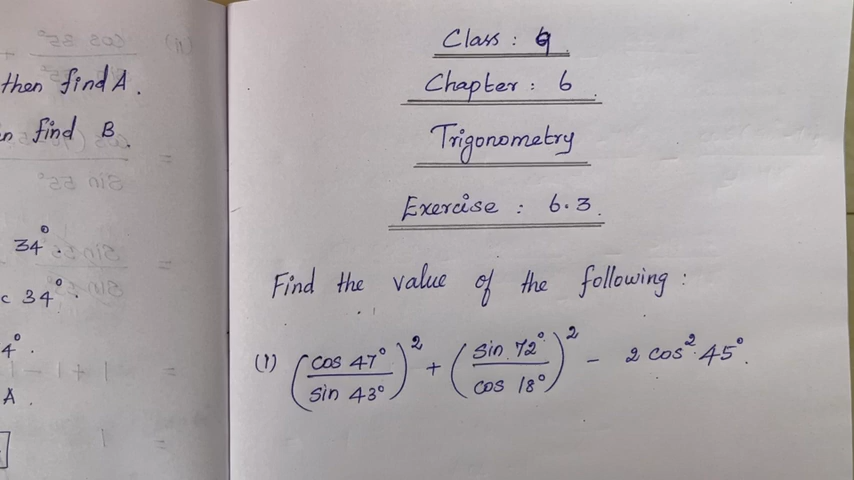 then find A.
find B.
34°.
c 34°.
4°.
A.
Class : 9
Chapter : 6
Trigonometry
Exercise : 6.3.
Find the value of the following :
(1) (cos 47°/sin 43°)² + (sin 72°/cos 18°)² - 2 cos² 45°.